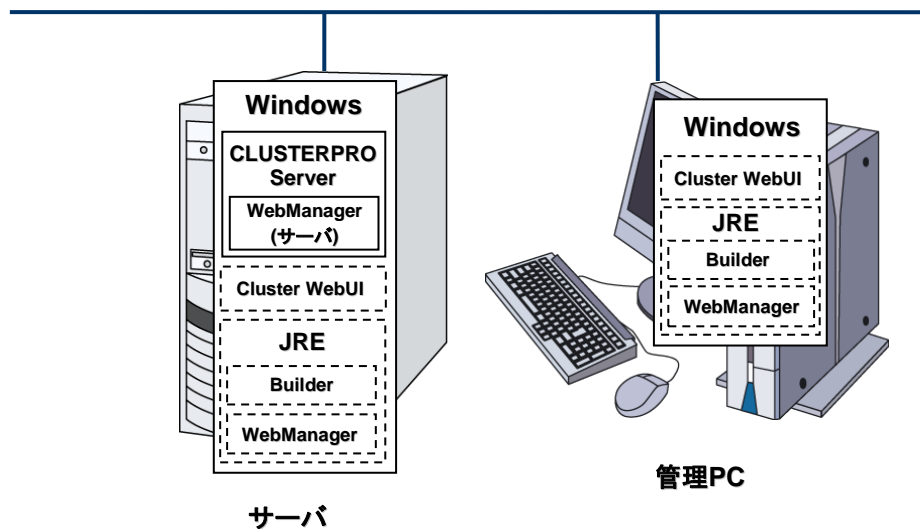 Windows
CLUSTERPRO
Server
WebManager
(サーバ)
Cluster WebUI
JRE
Builder
WebManager
サーバ
Windows
Cluster WebUI
JRE
Builder
WebManager
管理PC